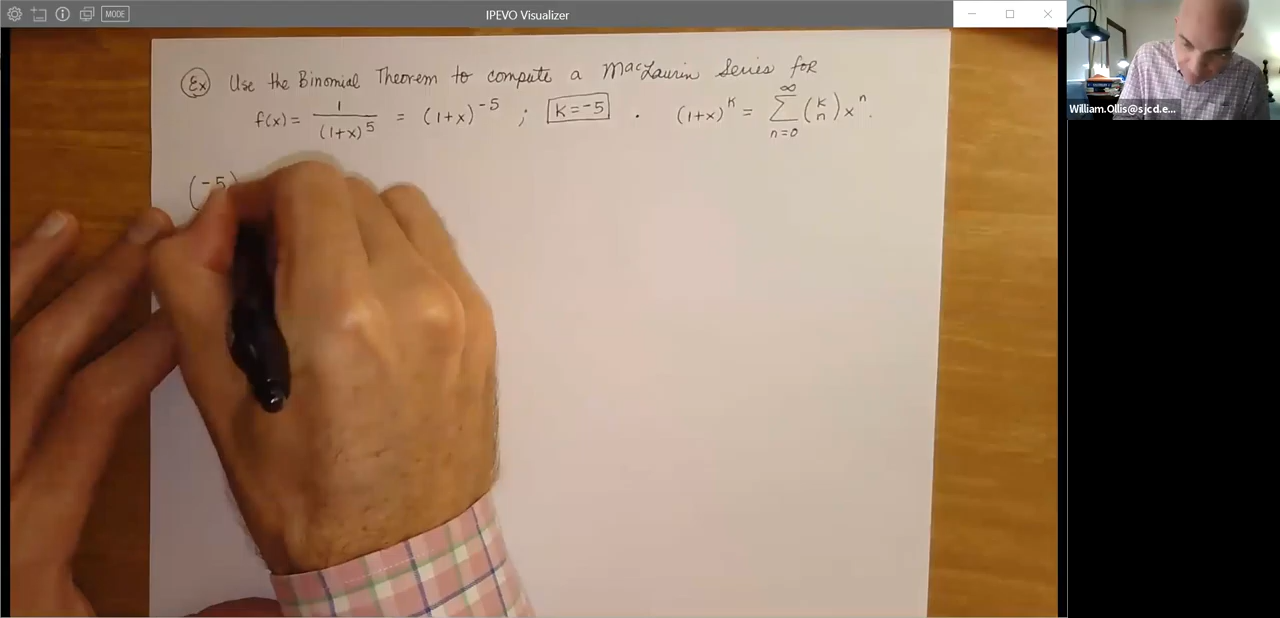 MODE
IPEVO Visualizer
Ex Use the Binomial Theorem to compute a MacLaurin Series for
f(x) = 1/(1+x)^5 = (1+x)^-5 ; k=-5 . (1+x)^k = ∞ Σ n=0 (k n) x^n .
(-5)
William.Ollis@sjcd.e...